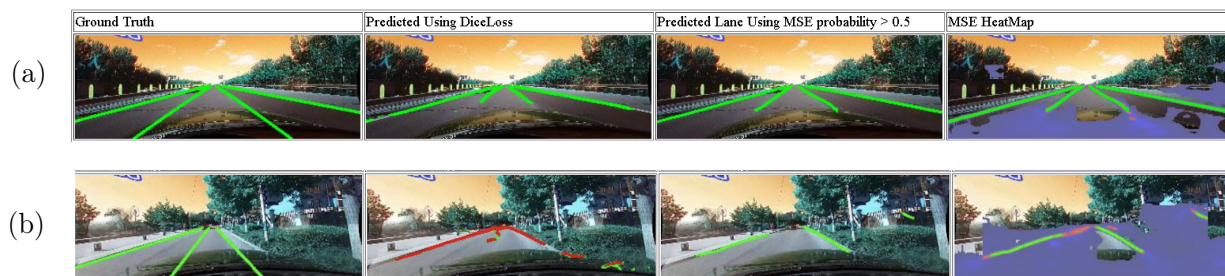 Ground Truth
Predicted Using DiceLoss
Predicted Lane Using MSE probability > 0.5
MSE HeatMap
(a)
(b)